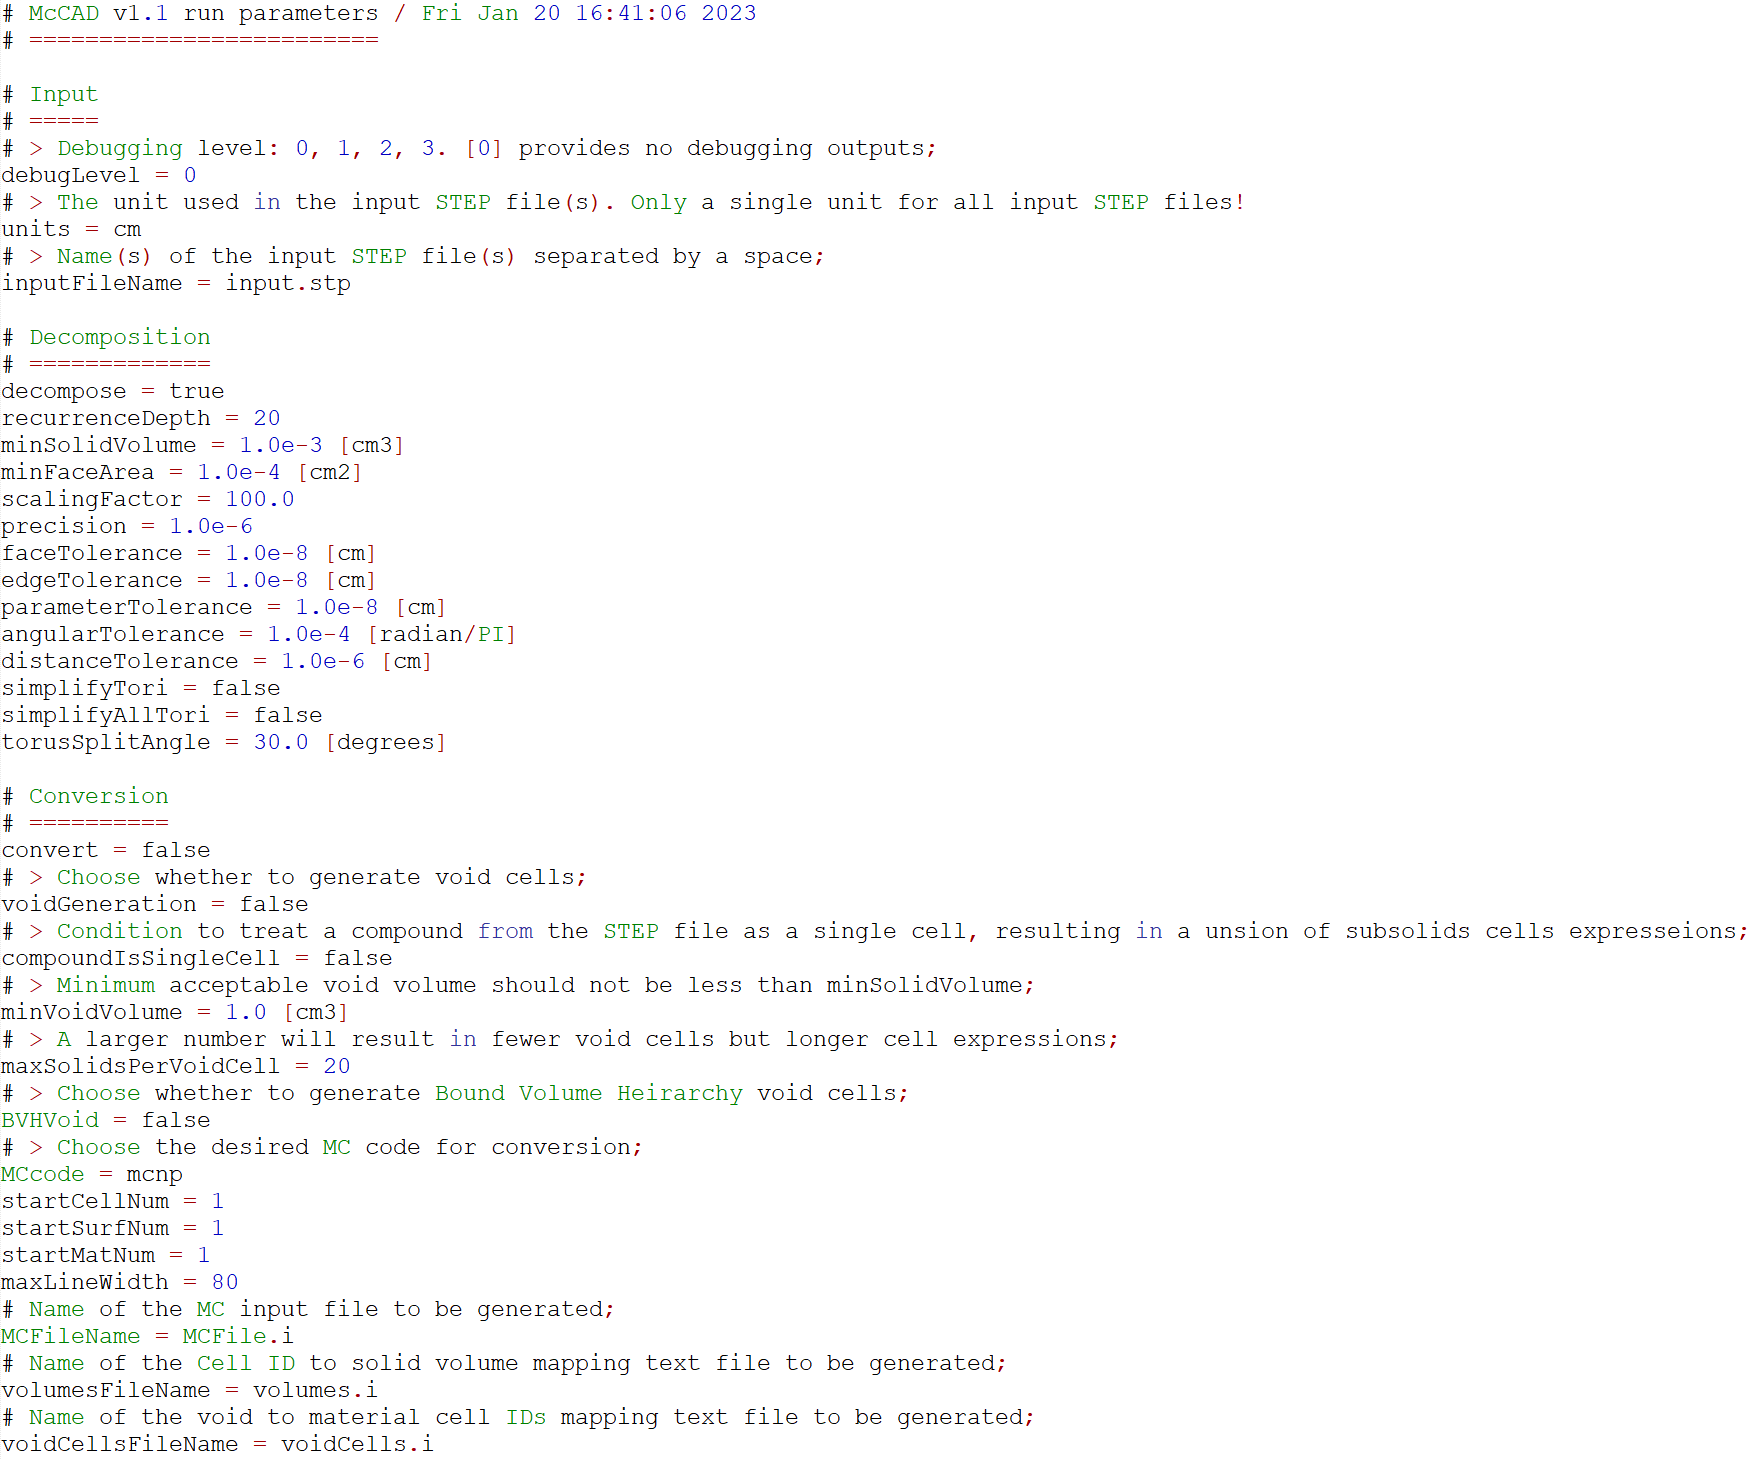 # McCAD v1.1 run parameters / Fri Jan 20 16:41:06 2023
# =========================
# Input
# =====
# > Debugging level: 0, 1, 2, 3. [0] provides no debugging outputs;
debugLevel = 0
# > The unit used in the input STEP file(s). Only a single unit for all input STEP files!
units = cm
# > Name(s) of the input STEP file(s) separated by a space;
inputFileName = input.stp
# Decomposition
# =============
decompose = true
recurrenceDepth = 20
minSolidVolume = 1.0e-3 [cm3]
minFaceArea = 1.0e-4 [cm2]
scalingFactor = 100.0
precision = 1.0e-6
faceTolerance = 1.0e-8 [cm]
edgeTolerance = 1.0e-8 [cm]
parameterTolerance = 1.0e-8 [cm]
angularTolerance = 1.0e-4 [radian/PI]
distanceTolerance = 1.0e-6 [cm]
simplifyTori = false
simplifyAllTori = false
torusSplitAngle = 30.0 [degrees]
# Conversion
# ==========
convert = false
# > Choose whether to generate void cells;
voidGeneration = false
# > Condition to treat a compound from the STEP file as a single cell, resulting in a unsion of subsolids cells expresseions;
compoundIsSingleCell = false
# > Minimum acceptable void volume should not be less than minSolidVolume;
minVoidVolume = 1.0 [cm3]
# > A larger number will result in fewer void cells but longer cell expressions;
maxSolidsPerVoidCell = 20
# > Choose whether to generate Bound Volume Heirarchy void cells;
BVHVoid = false
# > Choose the desired MC code for conversion;
MCcode = mcnp
startCellNum = 1
startSurfNum = 1
startMatNum = 1
maxLineWidth = 80
# Name of the MC input file to be generated;
MCFileName = MCFile.i
# Name of the Cell ID to solid volume mapping text file to be generated;
volumesFileName = volumes.i
# Name of the void to material cell IDs mapping text file to be generated;
voidCellsFileName = voidCells.i